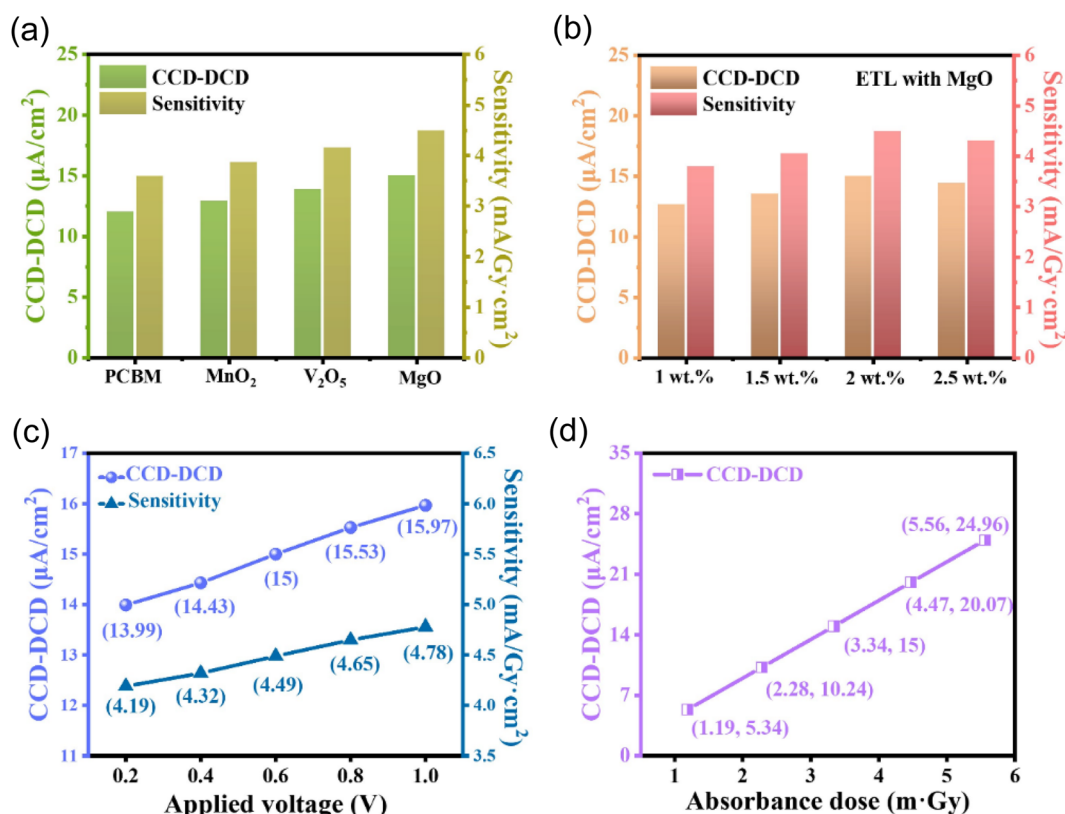 (a)
CCD-DCD (μA/cm²)
25
20
15
10
5
0
CCD-DCD
Sensitivity
PCBM
MnO₂
V₂O₅
MgO
6
5
4
3
2
1
0
Sensitivity (mA/Gy·cm²)
(b)
CCD-DCD (μA/cm²)
25
20
15
10
5
0
CCD-DCD
Sensitivity
ETL with MgO
1 wt.%
1.5 wt.%
2 wt.%
2.5 wt.%
6
5
4
3
2
1
0
Sensitivity (mA/Gy·cm²)
(c)
CCD-DCD (μA/cm²)
17
16
15
14
13
12
11
CCD-DCD
Sensitivity
(13.99)
(14.43)
(15)
(15.53)
(15.97)
(4.19)
(4.32)
(4.49)
(4.65)
(4.78)
0.2
0.4
0.6
0.8
1.0
Applied voltage (V)
6.5
6.0
5.5
5.0
4.5
4.0
3.5
Sensitivity (mA/Gy·cm²)
(d)
CCD-DCD (μA/cm²)
35
28
21
14
7
0
CCD-DCD
(5.56, 24.96)
(4.47, 20.07)
(3.34, 15)
(2.28, 10.24)
(1.19, 5.34)
1
2
3
4
5
6
Absorbance dose (m·Gy)